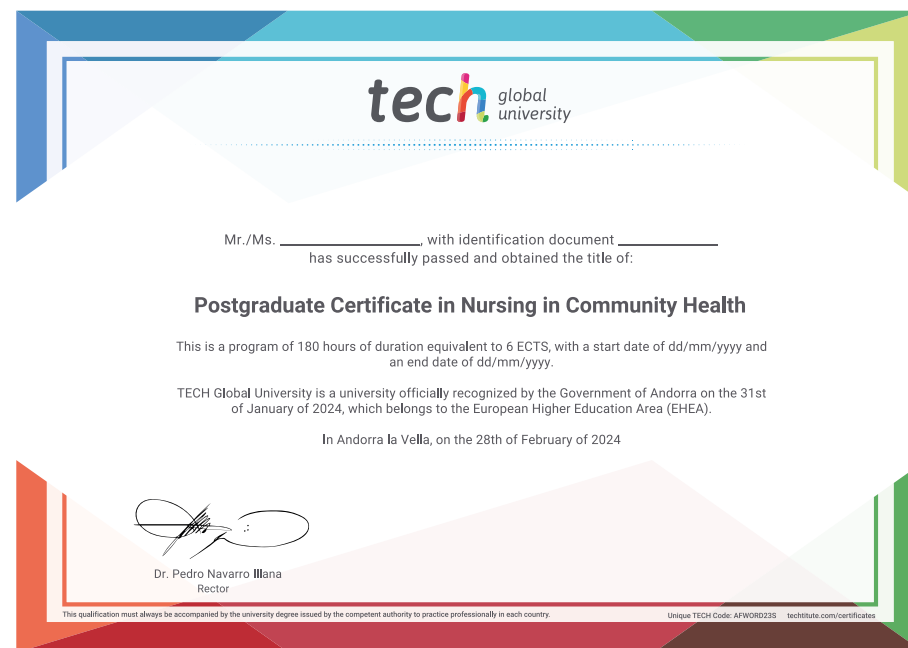 tech global
university
Mr./Ms. ____________, with identification document ____________
has successfully passed and obtained the title of:
Postgraduate Certificate in Nursing in Community Health
This is a program of 180 hours of duration equivalent to 6 ECTS, with a start date of dd/mm/yyyy and
an end date of dd/mm/yyyy.
TECH Global University is a university officially recognized by the Government of Andorra on the 31st
of January of 2024, which belongs to the European Higher Education Area (EHEA).
In Andorra la Vella, on the 28th of February of 2024
Dr. Pedro Navarro Illana
Rector
This qualification must always be accompanied by the university degree issued by the competent authority to practice professionally in each country. Unique TECH Code: AFWORD23S techtitute.com/certificates